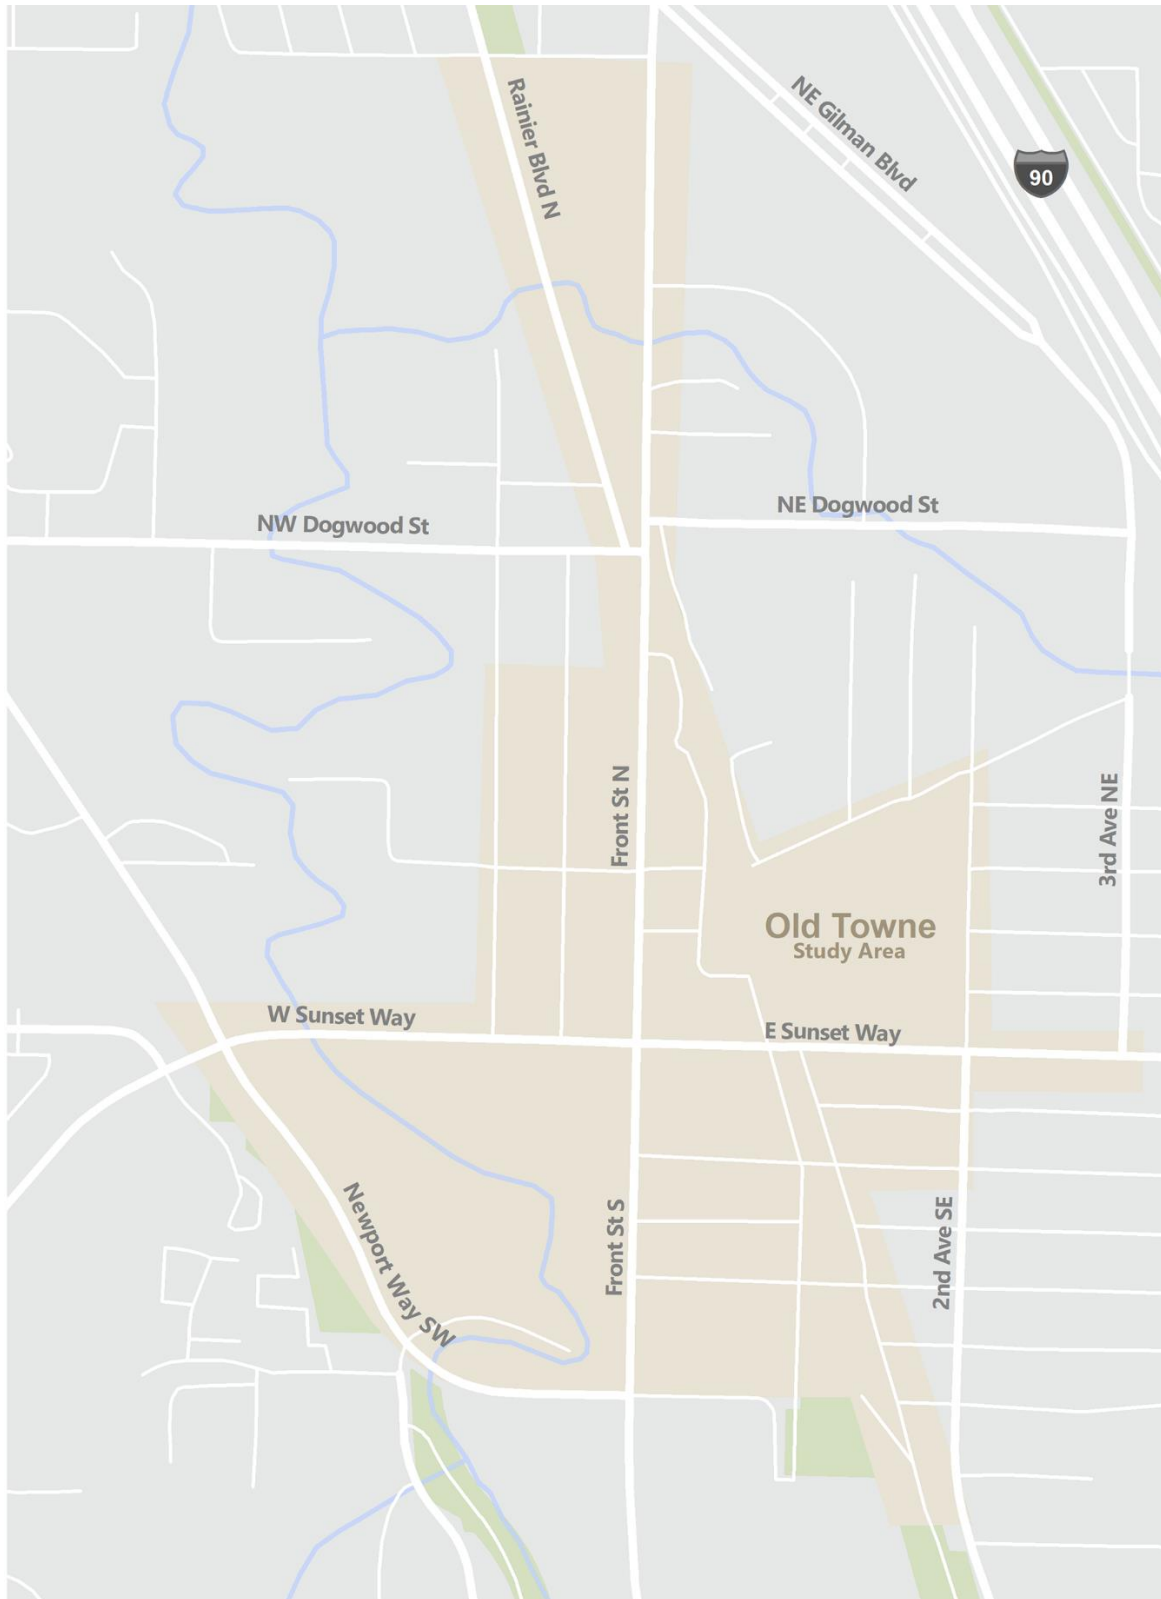 Rainier Blvd N
NE Gilman Blvd
90
NW Dogwood St
NE Dogwood St
Front St N
3rd Ave NE
Old Towne
Study Area
W Sunset Way
E Sunset Way
Newport Way SW
Front St S
2nd Ave SE